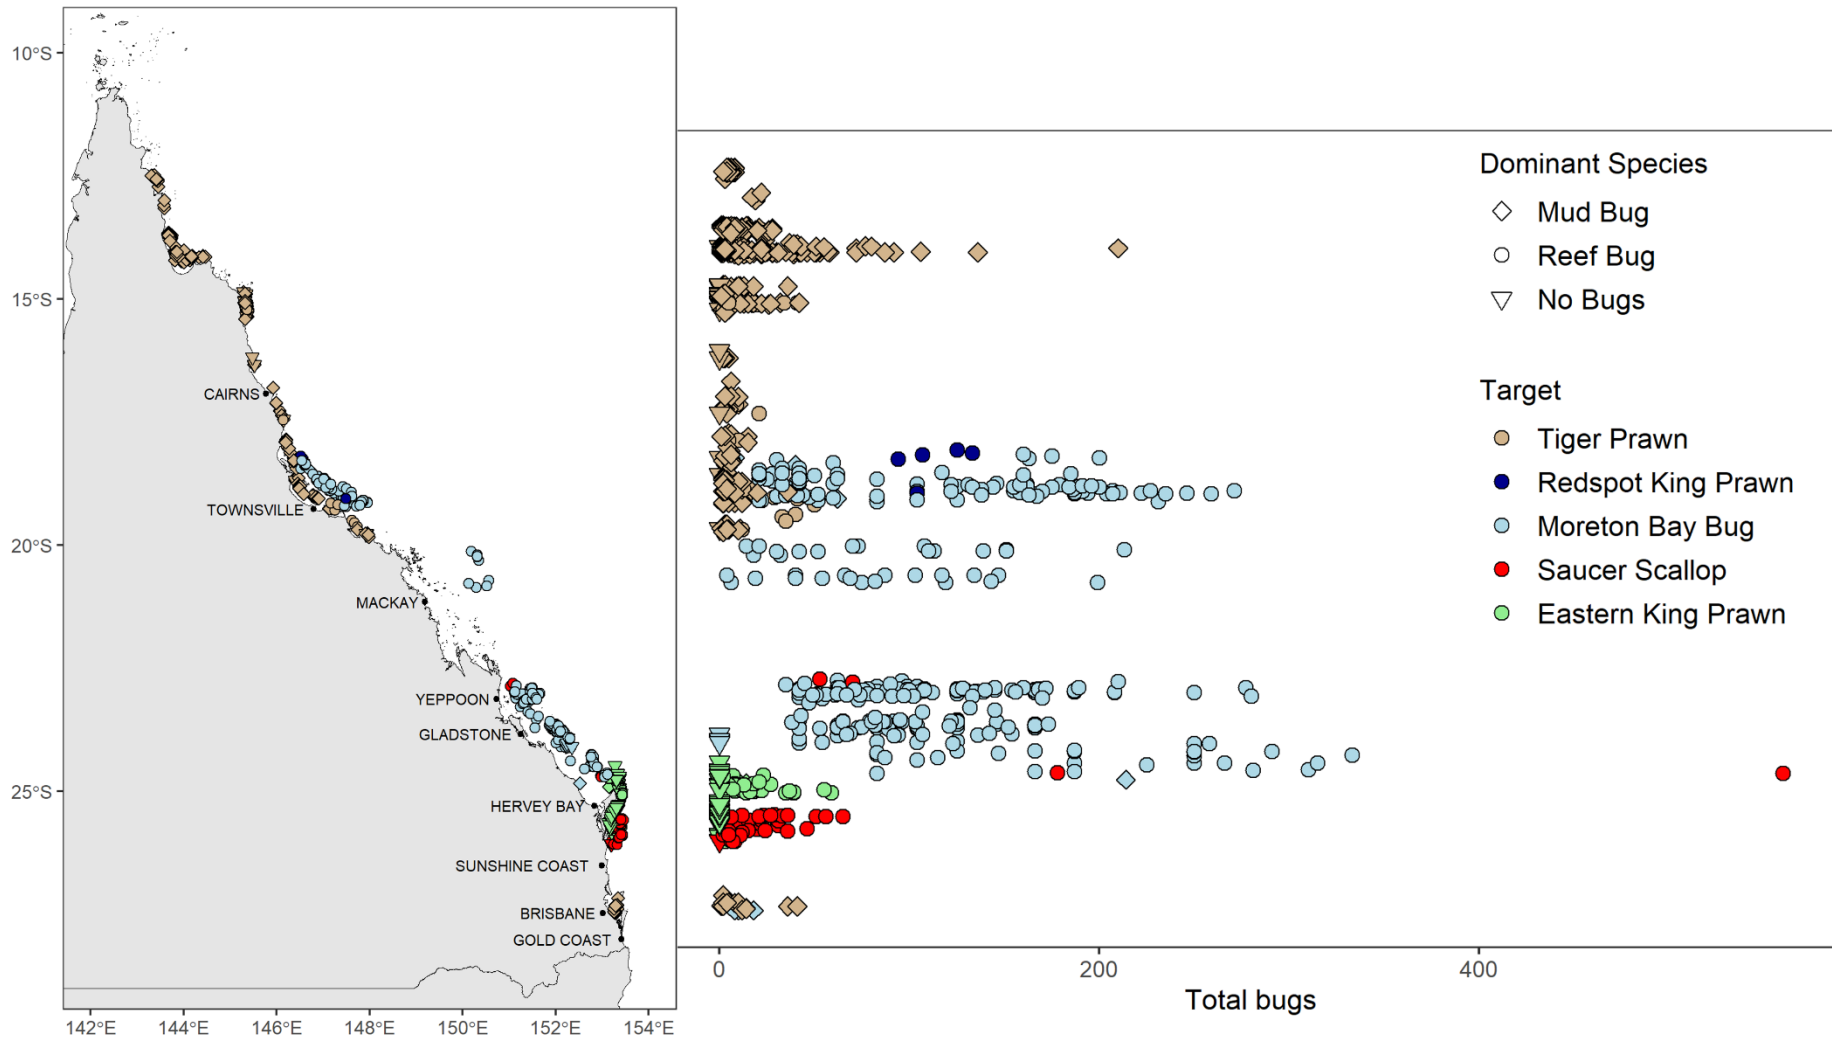 10°S
15°S
20°S
25°S
CAIRNS
TOWNSVILLE
MACKAY
YEPPOON
GLADSTONE
HERVEY BAY
SUNSHINE COAST
BRISBANE
GOLD COAST
142°E
144°E
146°E
148°E
150°E
152°E
154°E
Dominant Species
Mud Bug
Reef Bug
No Bugs
Target
Tiger Prawn
Redspot King Prawn
Moreton Bay Bug
Saucer Scallop
Eastern King Prawn
0
200
400
Total bugs